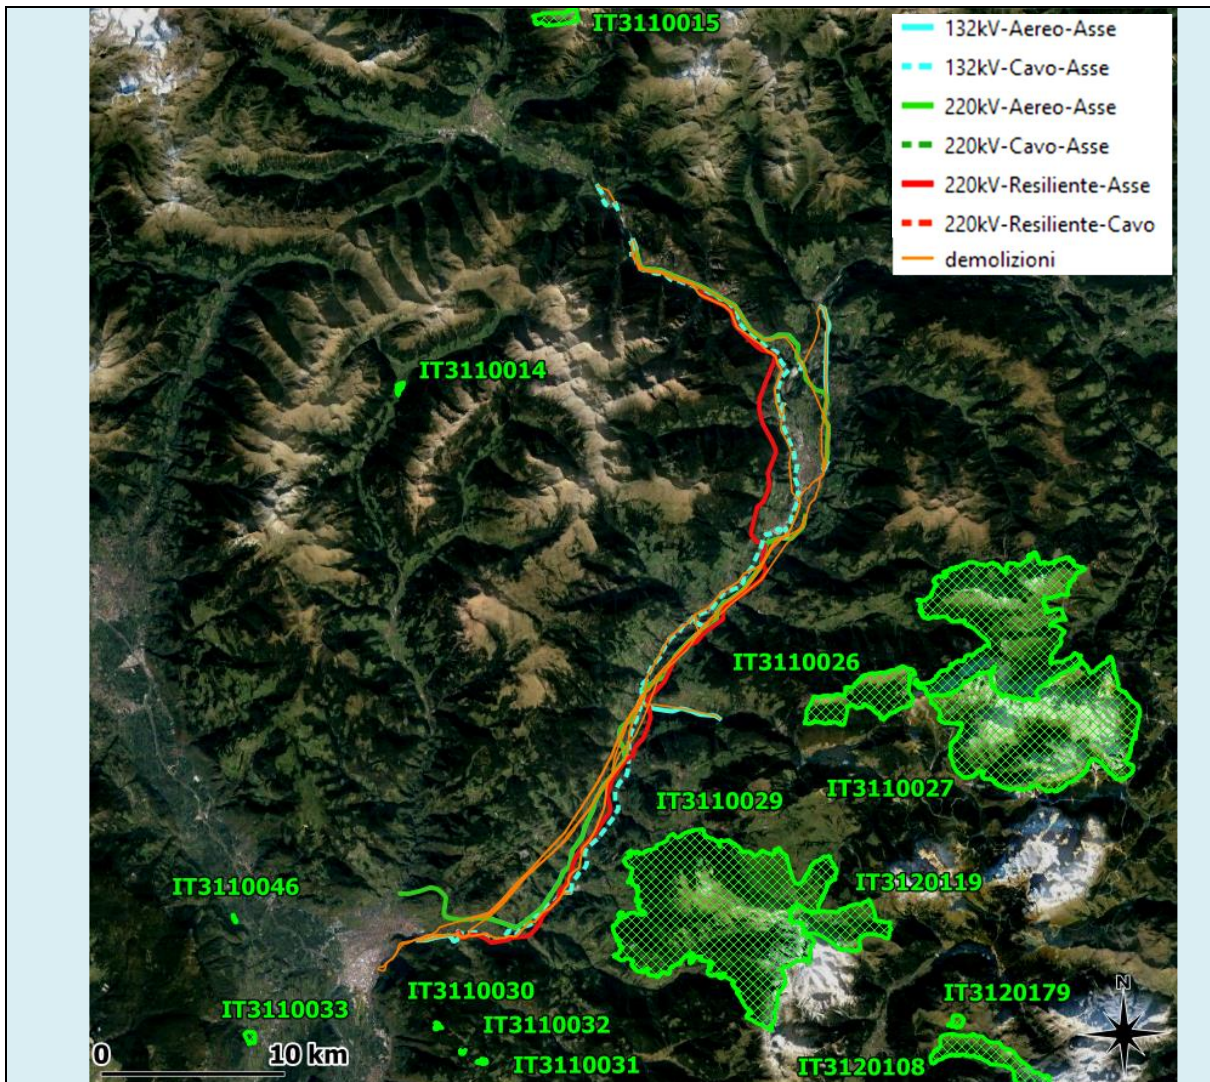 IT3110015
132kV-Aereo-Asse
132kV-Cavo-Asse
220kV-Aereo-Asse
220kV-Cavo-Asse
220kV-Resiliente-Asse
220kV-Resiliente-Cavo
demolizioni
IT3110014
IT3110026
IT3110027
IT3110029
IT3120119
IT3110046
IT3110030
IT3120179
IT3110033
IT3110032
IT3110031
IT3120108
N
0
10 km